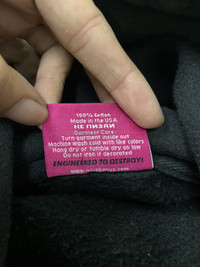 100% Cotton
Made in the USA
Garment Care:
Turn garment inside out
Machine wash cold with like colors
Hang dry or tumble dry on low
Do not iron if decorated
ENGINEERED TO DESTROY!